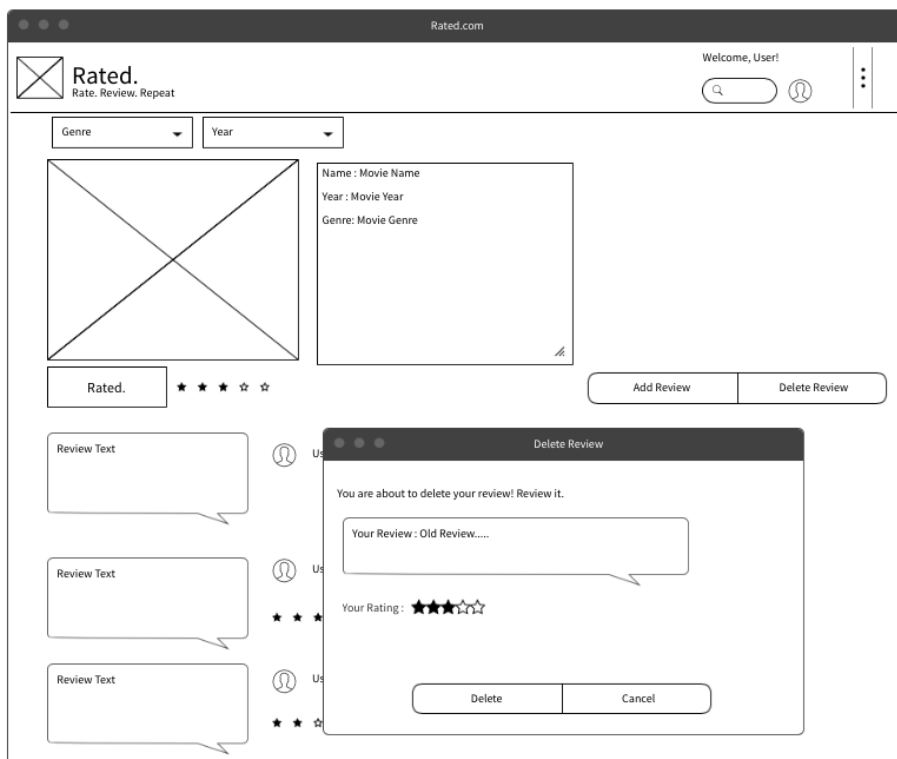 Rated.com
Welcome, User!
Rated.
Rate. Review. Repeat
Genre
Year
Name : Movie Name
Year : Movie Year
Genre: Movie Genre
Rated.
Add Review
Delete Review
Delete Review
Review Text
You are about to delete your review! Review it.
Your Review : Old Review.....
Review Text
Your Rating :
Review Text
Delete
Cancel